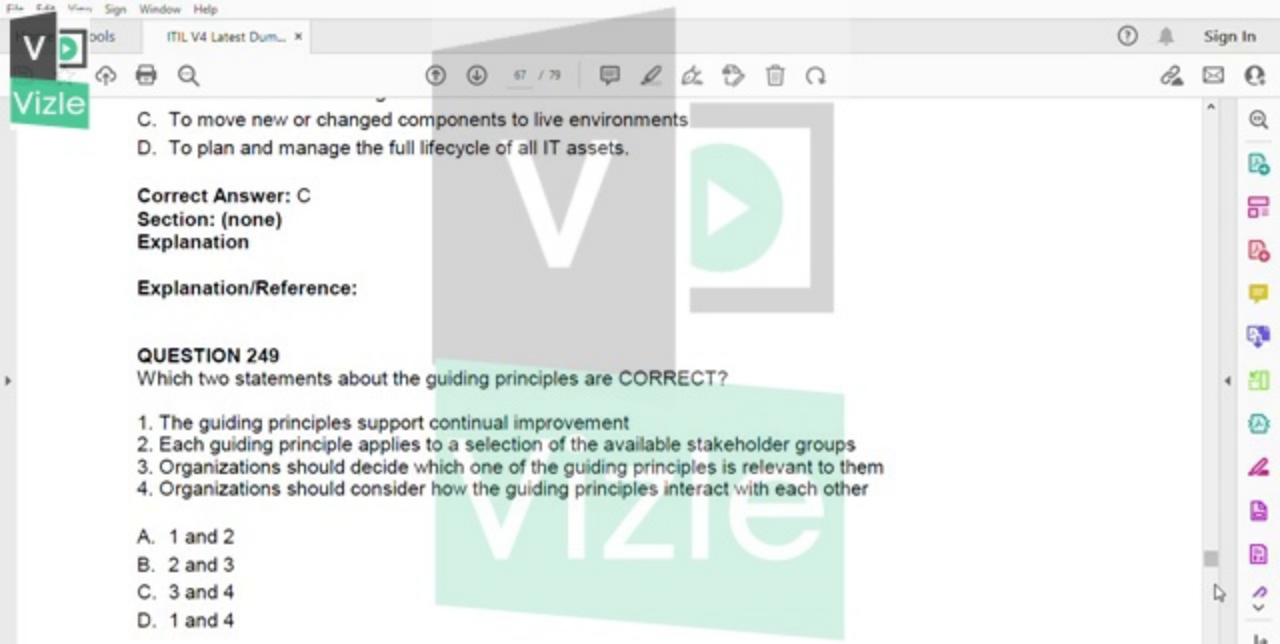 File Edit View Sign Window Help
ools
ITIL V4 Latest Dum... ×
Sign In
67 / 79
V
Vizle
C. To move new or changed components to live environments
D. To plan and manage the full lifecycle of all IT assets.
Correct Answer: C
Section: (none)
Explanation
Explanation/Reference:
QUESTION 249
Which two statements about the guiding principles are CORRECT?
1. The guiding principles support continual improvement
2. Each guiding principle applies to a selection of the available stakeholder groups
3. Organizations should decide which one of the guiding principles is relevant to them
4. Organizations should consider how the guiding principles interact with each other
A. 1 and 2
B. 2 and 3
C. 3 and 4
D. 1 and 4
V
Vizle